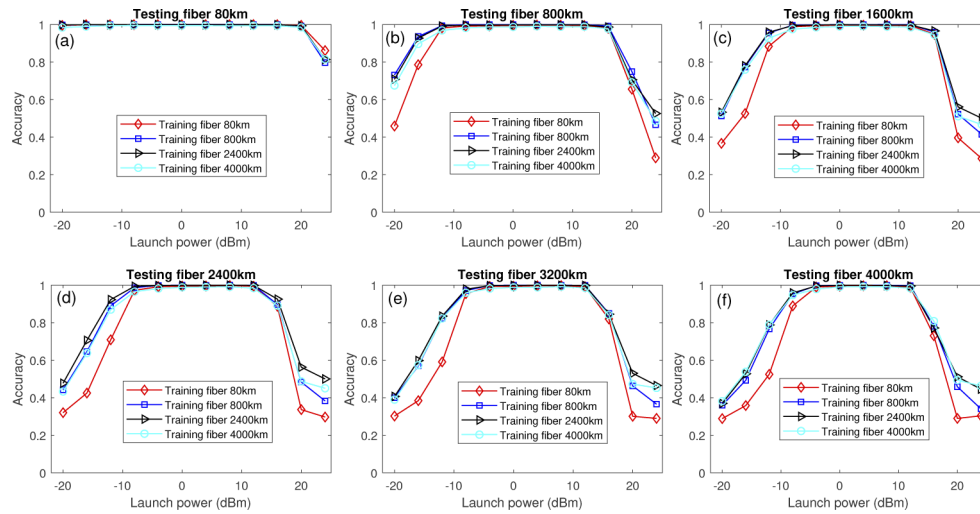 Testing fiber 80km
(a)
1
0.8
0.6
0.4
0.2
0
Accuracy
Training fiber 80km
Training fiber 800km
Training fiber 2400km
Training fiber 4000km
-20 -10 0 10 20
Launch power (dBm)
Testing fiber 800km
(b)
1
0.8
0.6
0.4
0.2
0
Accuracy
Training fiber 80km
Training fiber 800km
Training fiber 2400km
Training fiber 4000km
-20 -10 0 10 20
Launch power (dBm)
Testing fiber 1600km
(c)
1
0.8
0.6
0.4
0.2
0
Accuracy
Training fiber 80km
Training fiber 800km
Training fiber 2400km
Training fiber 4000km
-20 -10 0 10 20
Launch power (dBm)
Testing fiber 2400km
(d)
1
0.8
0.6
0.4
0.2
0
Accuracy
Training fiber 80km
Training fiber 800km
Training fiber 2400km
Training fiber 4000km
-20 -10 0 10 20
Launch power (dBm)
Testing fiber 3200km
(e)
1
0.8
0.6
0.4
0.2
0
Accuracy
Training fiber 80km
Training fiber 800km
Training fiber 2400km
Training fiber 4000km
-20 -10 0 10 20
Launch power (dBm)
Testing fiber 4000km
(f)
1
0.8
0.6
0.4
0.2
0
Accuracy
Training fiber 80km
Training fiber 800km
Training fiber 2400km
Training fiber 4000km
-20 -10 0 10 20
Launch power (dBm)